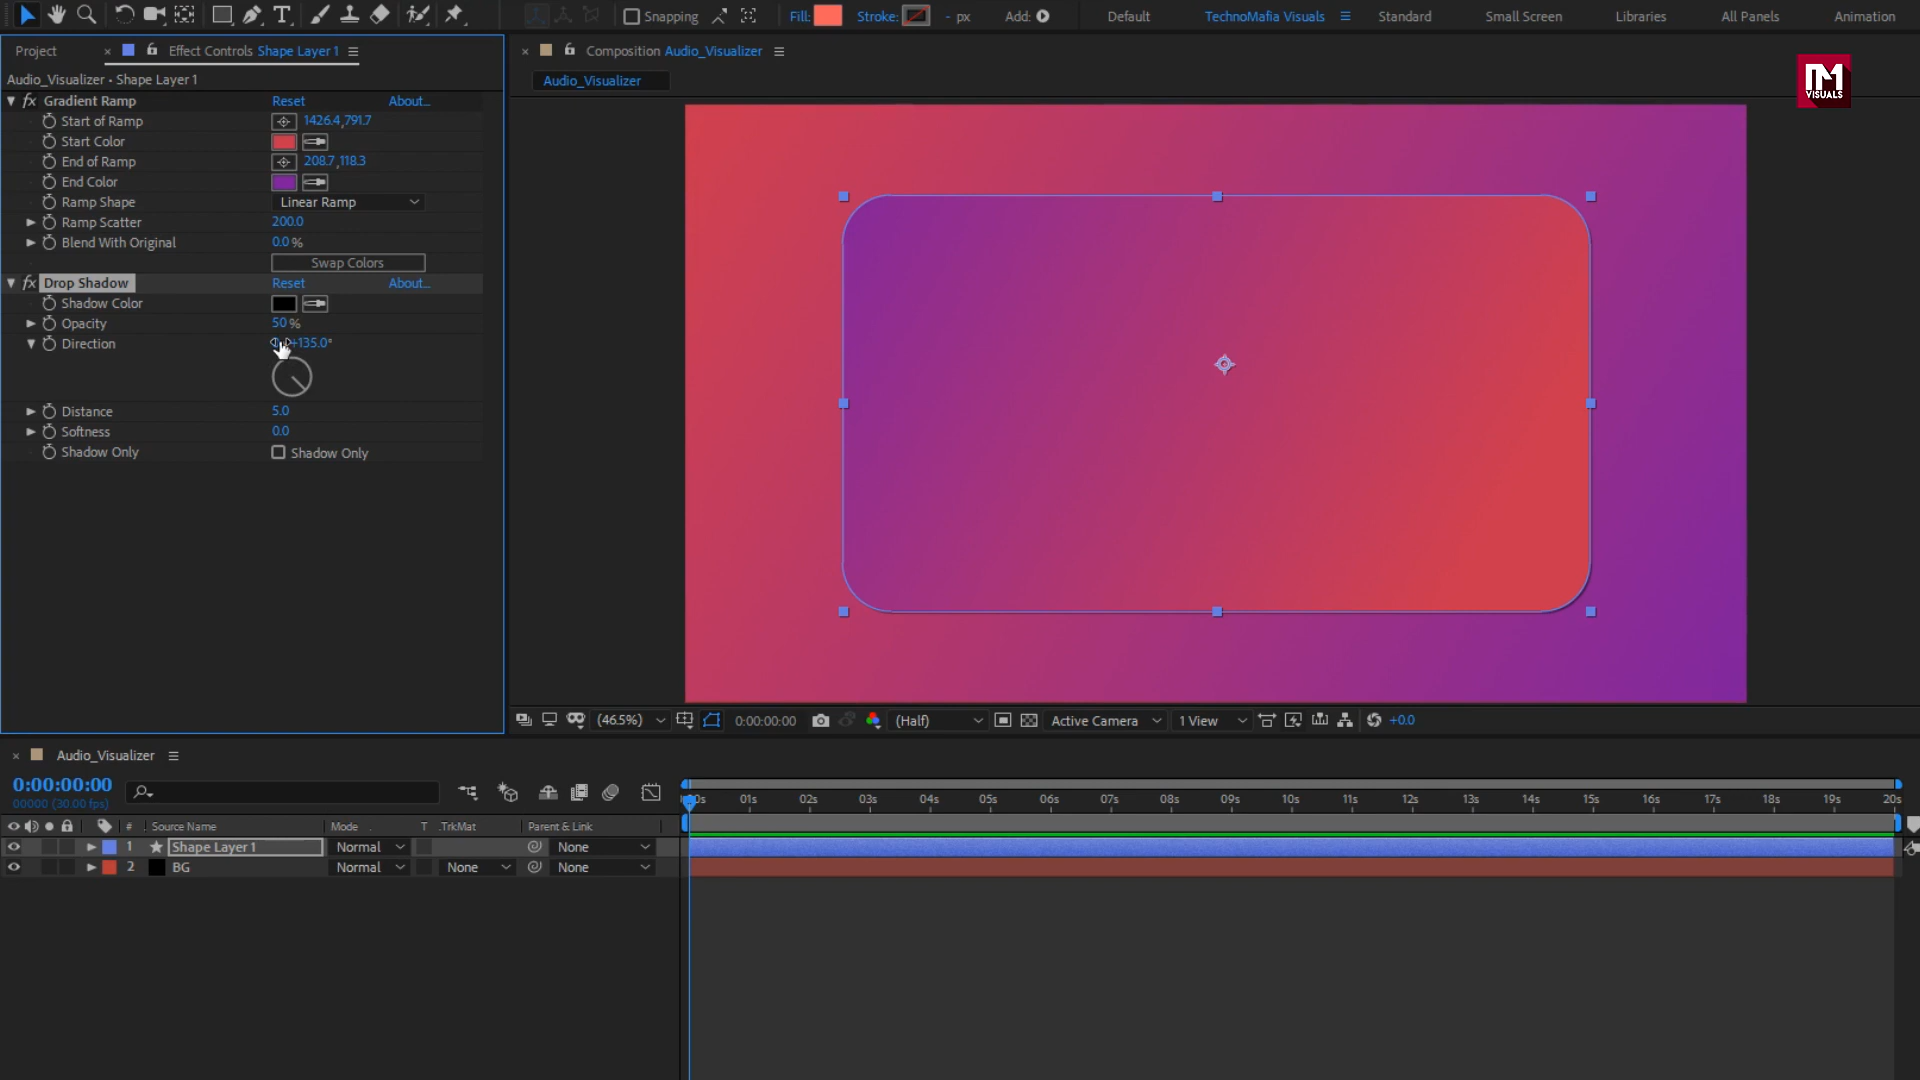 Snapping
Fill:
Stroke:
- px
Add:
Default
TechnoMafia Visuals
Standard
Small Screen
Libraries
All Panels
Animation
Project
Effect Controls Shape Layer 1
Composition Audio_Visualizer
Audio_Visualizer • Shape Layer 1
Audio_Visualizer
M
VISUALS
fx Gradient Ramp Reset About...
Start of Ramp 1426.4,791.7
Start Color
End of Ramp 208.7,118.3
End Color
Ramp Shape Linear Ramp
Ramp Scatter 200.0
Blend With Original 0.0 %
Swap Colors
fx Drop Shadow Reset About...
Shadow Color
Opacity 50 %
Direction +135.0°
Distance 5.0
Softness 0.0
Shadow Only Shadow Only
(46.5%) 0:00:00:00 (Half) Active Camera 1 View +0.0
Audio_Visualizer
0:00:00:00
00000 (30.00 fps)
01s 02s 03s 04s 05s 06s 07s 08s 09s 10s 11s 12s 13s 14s 15s 16s 17s 18s 19s 20s
# Source Name Mode T .TrkMat Parent & Link
1 Shape Layer 1 Normal None
2 BG Normal None None